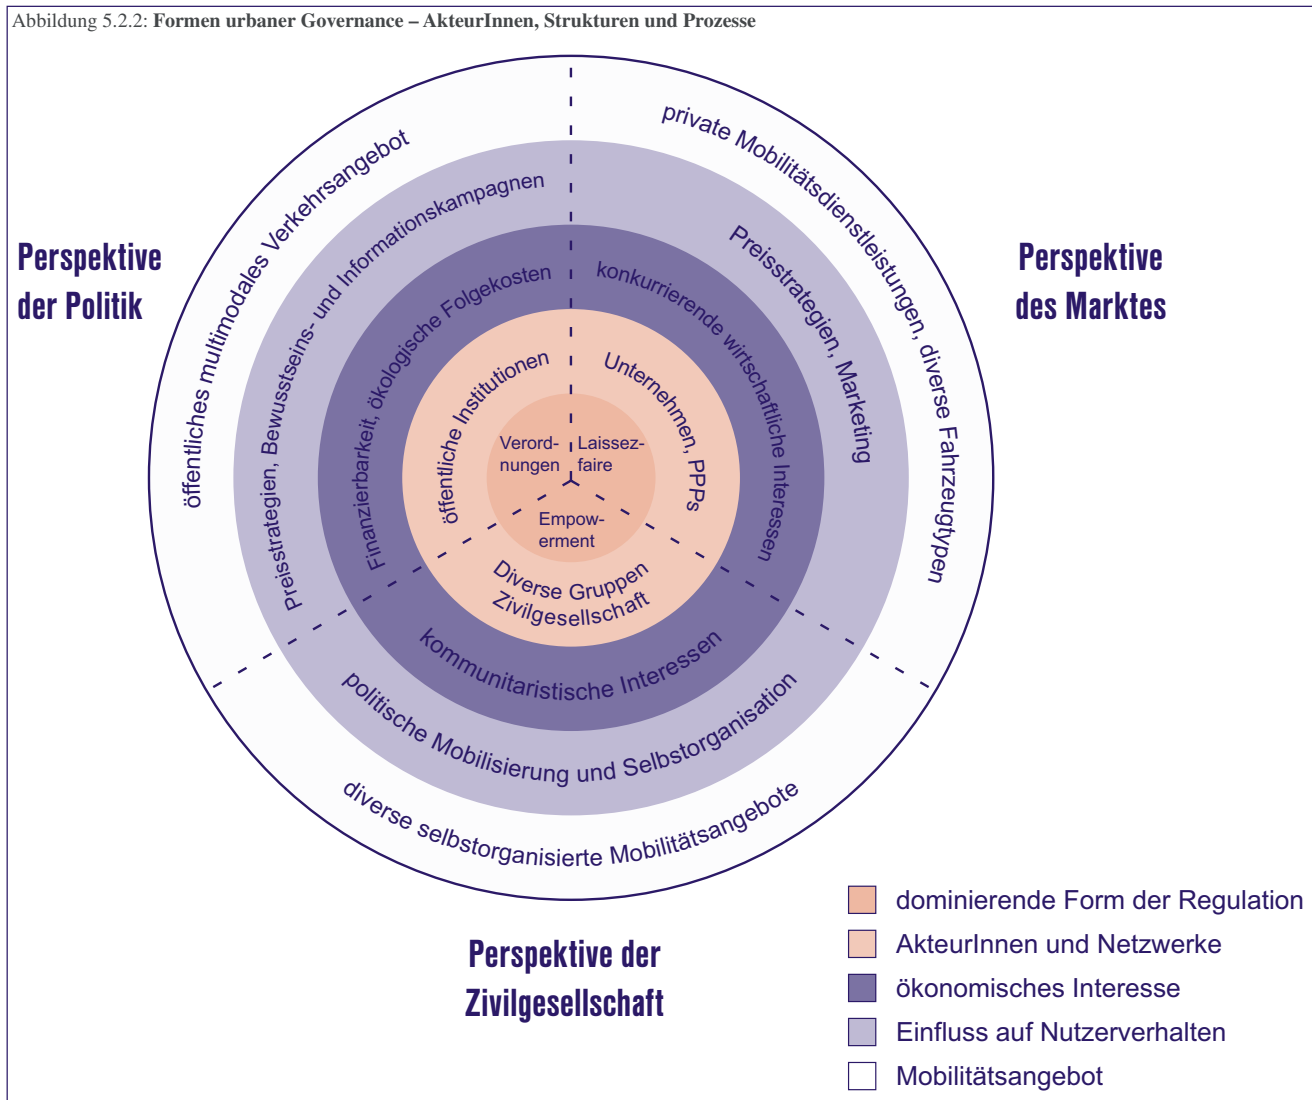 Abbildung 5.2.2: Formen urbaner Governance – AkteurInnen, Strukturen und Prozesse
Perspektive
der Politik
Perspektive
des Marktes
öffentliches multimodales Verkehrsangebot
private Mobilitätsdienstleistungen, diverse Fahrzeugtypen
Preisstrategien, Bewusstseins- und Informationskampagnen
Preisstrategien, Marketing
Finanzierbarkeit, ökologische Folgekosten
konkurrierende wirtschaftliche Interessen
öffentliche Institutionen
Unternehmen, PPPs
Verord-
nungen
Laissez-
faire
Empow-
erment
Diverse Gruppen
Zivilgesellschaft
kommunitaristische Interessen
politische Mobilisierung und Selbstorganisation
diverse selbstorganisierte Mobilitätsangebote
Perspektive der
Zivilgesellschaft
dominierende Form der Regulation
AkteurInnen und Netzwerke
ökonomisches Interesse
Einfluss auf Nutzerverhalten
Mobilitätsangebot